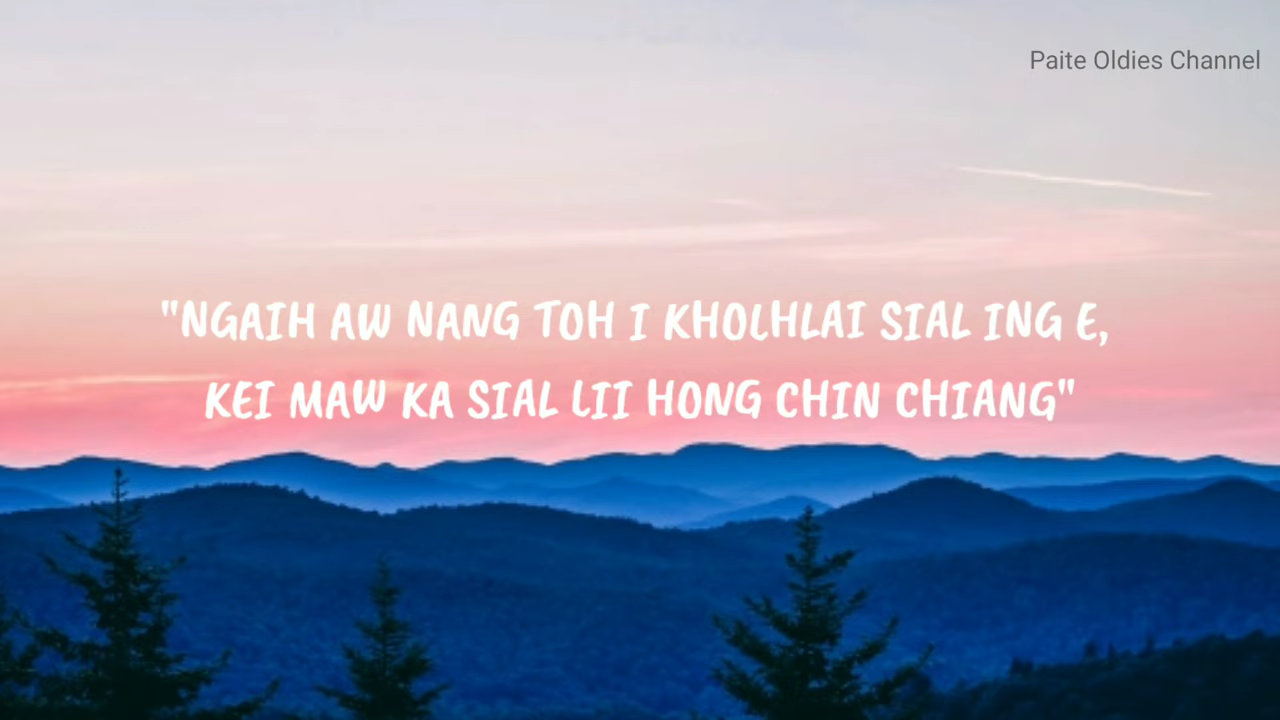 Paite Oldies Channel
"NGAIH AW NANG TOH I KHOLHLAI SIAL ING E,
KEI MAW KA SIAL LII HONG CHIN CHIANG"